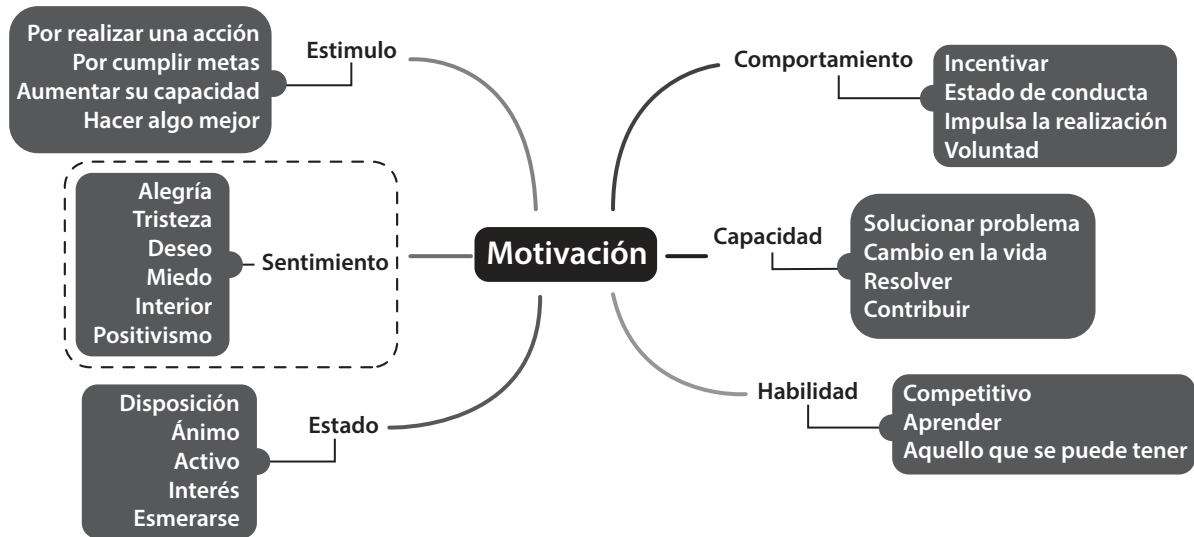 Por realizar una acción
Por cumplir metas
Aumentar su capacidad
Hacer algo mejor
Estimulo
Alegría
Tristeza
Deseo
Miedo
Interior
Positivismo
Sentimiento
Disposición
Ánimo
Activo
Interés
Esmerarse
Estado
Motivación
Comportamiento
Incentivar
Estado de conducta
Impulsa la realización
Voluntad
Capacidad
Solucionar problema
Cambio en la vida
Resolver
Contribuir
Habilidad
Competitivo
Aprender
Aquello que se puede tener